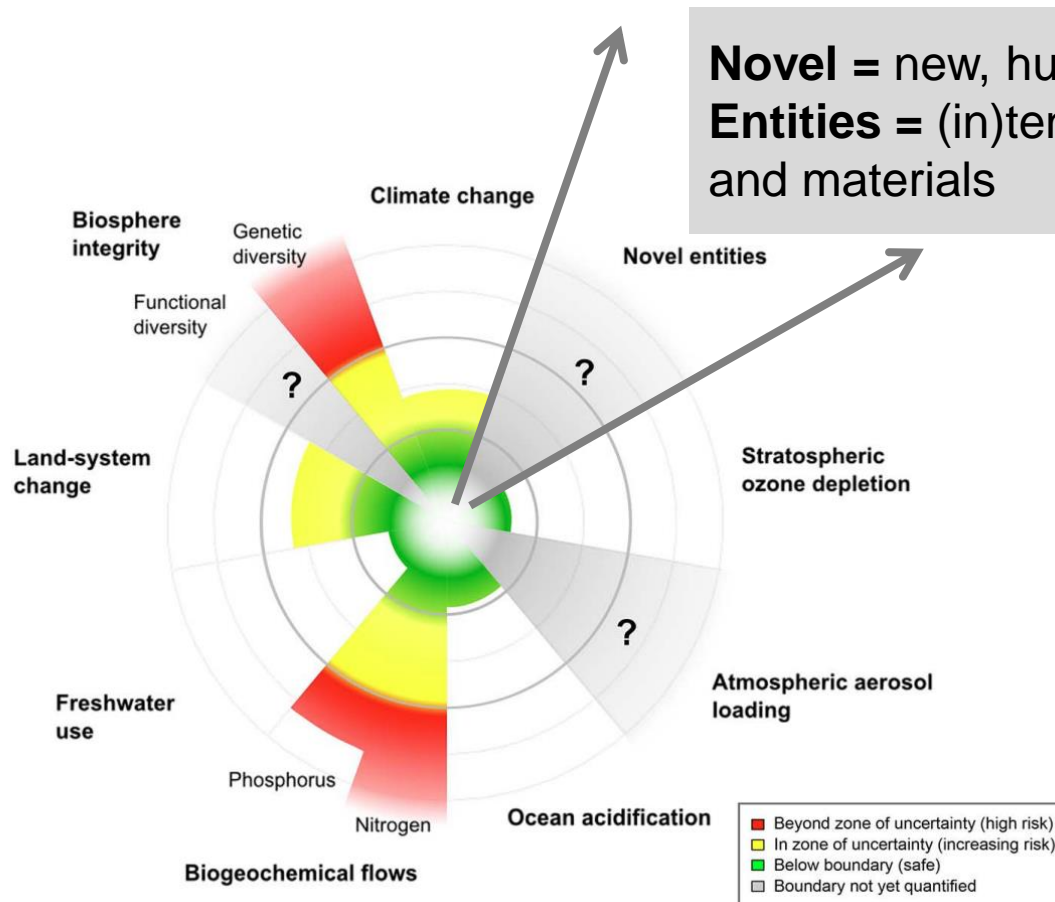 Novel = new, hu
Entities = (in)ter
and materials
Climate change
Biosphere
integrity
Genetic
diversity
Novel entities
Functional
diversity
?
?
Land-system
change
Stratospheric
ozone depletion
?
Freshwater
use
Atmospheric aerosol
loading
Phosphorus
Nitrogen
Ocean acidification
Biogeochemical flows
Beyond zone of uncertainty (high risk)
In zone of uncertainty (increasing risk)
Below boundary (safe)
Boundary not yet quantified